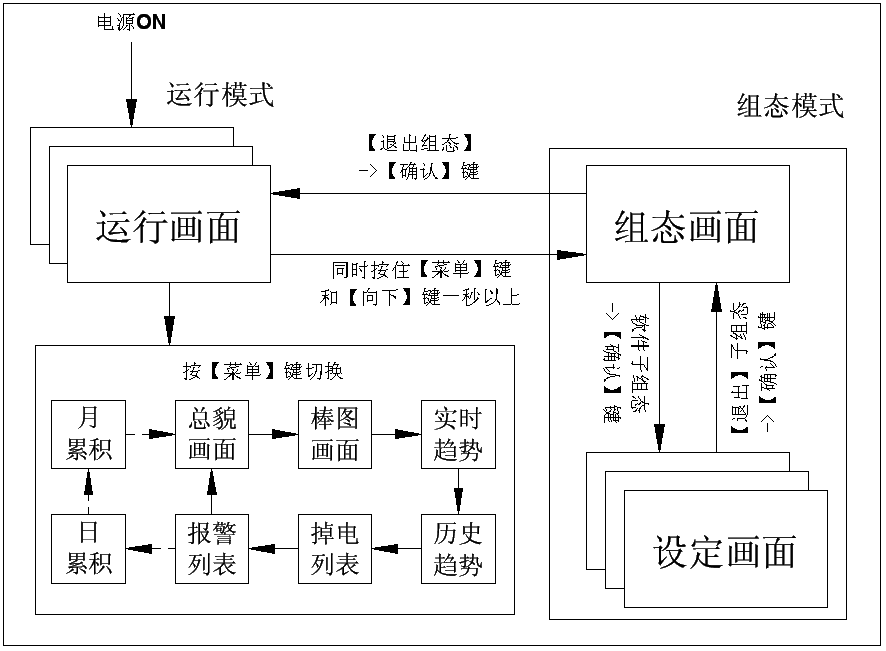 电源ON
运行模式
组态模式
【退出组态】
->【确认】键
运行画面
组态画面
同时按住【菜单】键
和【向下】键一秒以上
软件子组态
->【确认】键
【退出】子组态
->【确认】键
按【菜单】键切换
月
累积
总貌
画面
棒图
画面
实时
趋势
日
累积
报警
列表
掉电
列表
历史
趋势
设定画面